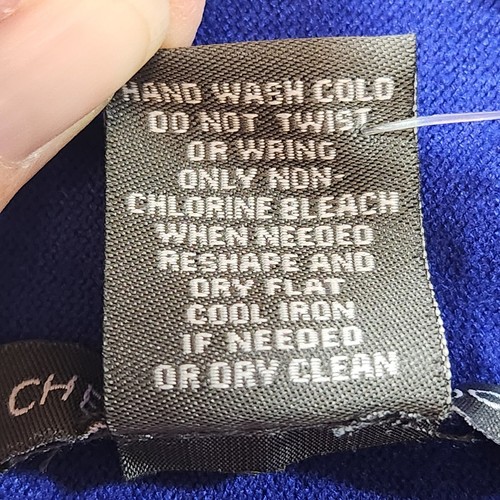 HAND WASH COLD
DO NOT TWIST
OR WRING
ONLY NON-
CHLORINE BLEACH
WHEN NEEDED
RESHAPE AND
DRY FLAT
COOL IRON
IF NEEDED
OR DRY CLEAN
CH